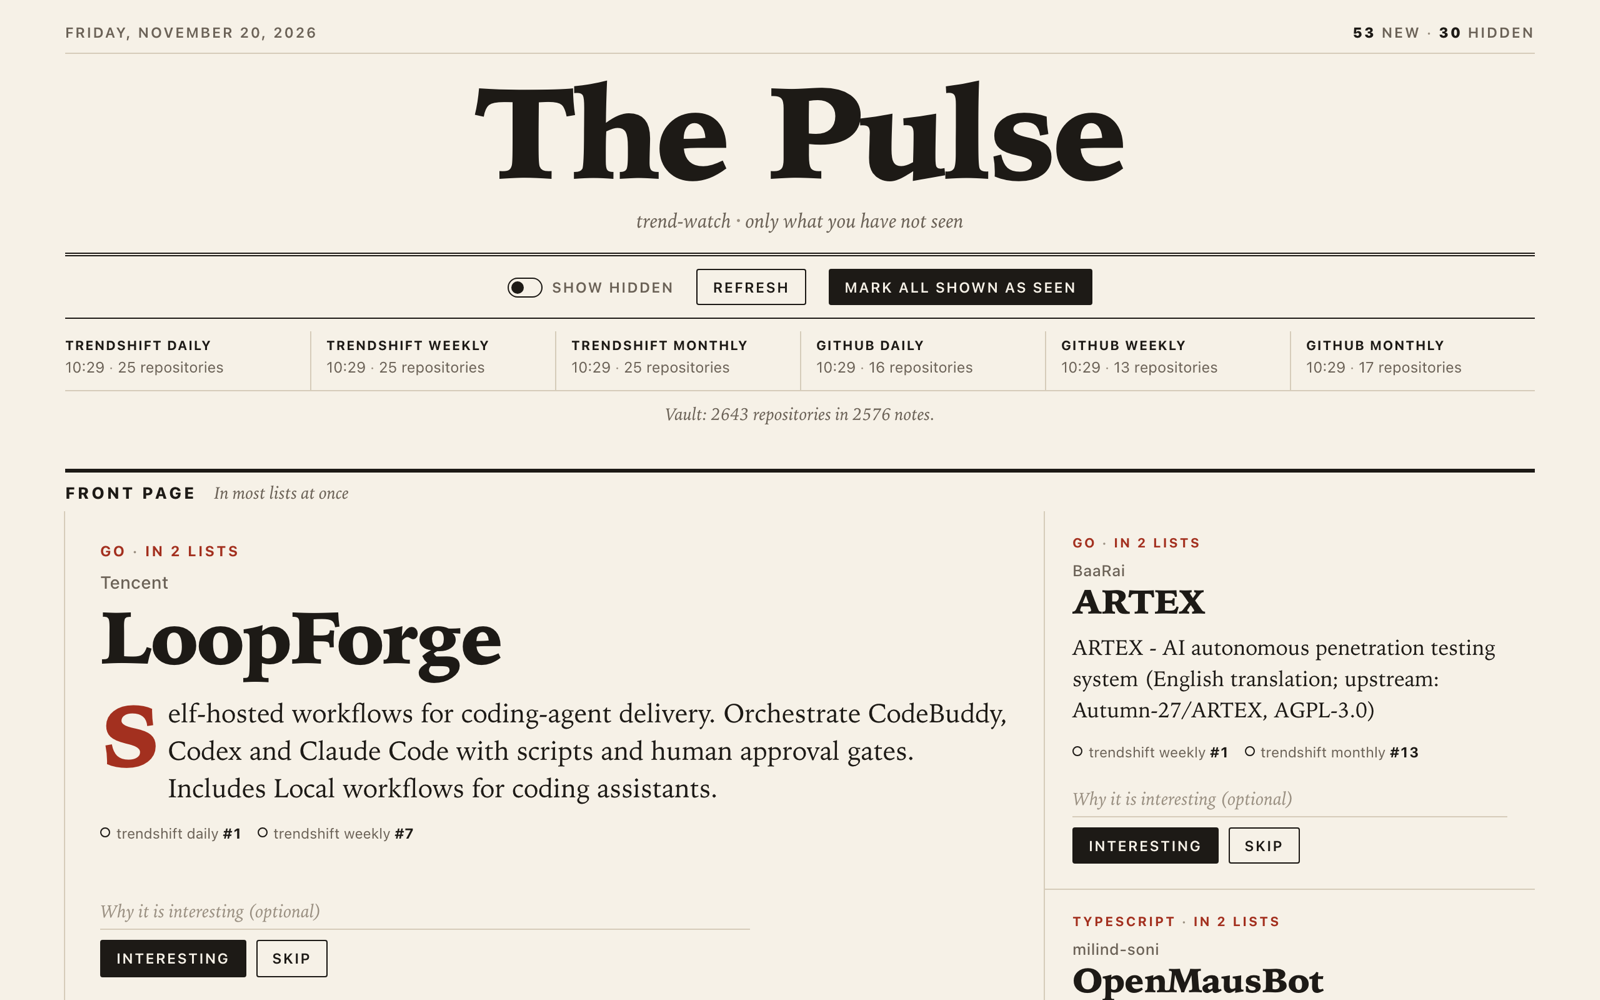 FRIDAY, NOVEMBER 20, 2026
53 NEW · 30 HIDDEN
The Pulse
trend-watch · only what you have not seen
SHOW HIDDEN
REFRESH
MARK ALL SHOWN AS SEEN
TRENDSHIFT DAILY
10:29 · 25 repositories
TRENDSHIFT WEEKLY
10:29 · 25 repositories
TRENDSHIFT MONTHLY
10:29 · 25 repositories
GITHUB DAILY
10:29 · 16 repositories
GITHUB WEEKLY
10:29 · 13 repositories
GITHUB MONTHLY
10:29 · 17 repositories
Vault: 2643 repositories in 2576 notes.
FRONT PAGE In most lists at once
GO · IN 2 LISTS
Tencent
LoopForge
Self-hosted workflows for coding-agent delivery. Orchestrate CodeBuddy,
Codex and Claude Code with scripts and human approval gates.
Includes Local workflows for coding assistants.
trendshift daily #1 trendshift weekly #7
Why it is interesting (optional)
INTERESTING
SKIP
GO · IN 2 LISTS
BaaRai
ARTEX
ARTEX - AI autonomous penetration testing
system (English translation; upstream:
Autumn-27/ARTEX, AGPL-3.0)
trendshift weekly #1 trendshift monthly #13
Why it is interesting (optional)
INTERESTING
SKIP
TYPESCRIPT · IN 2 LISTS
milind-soni
OpenMausBot